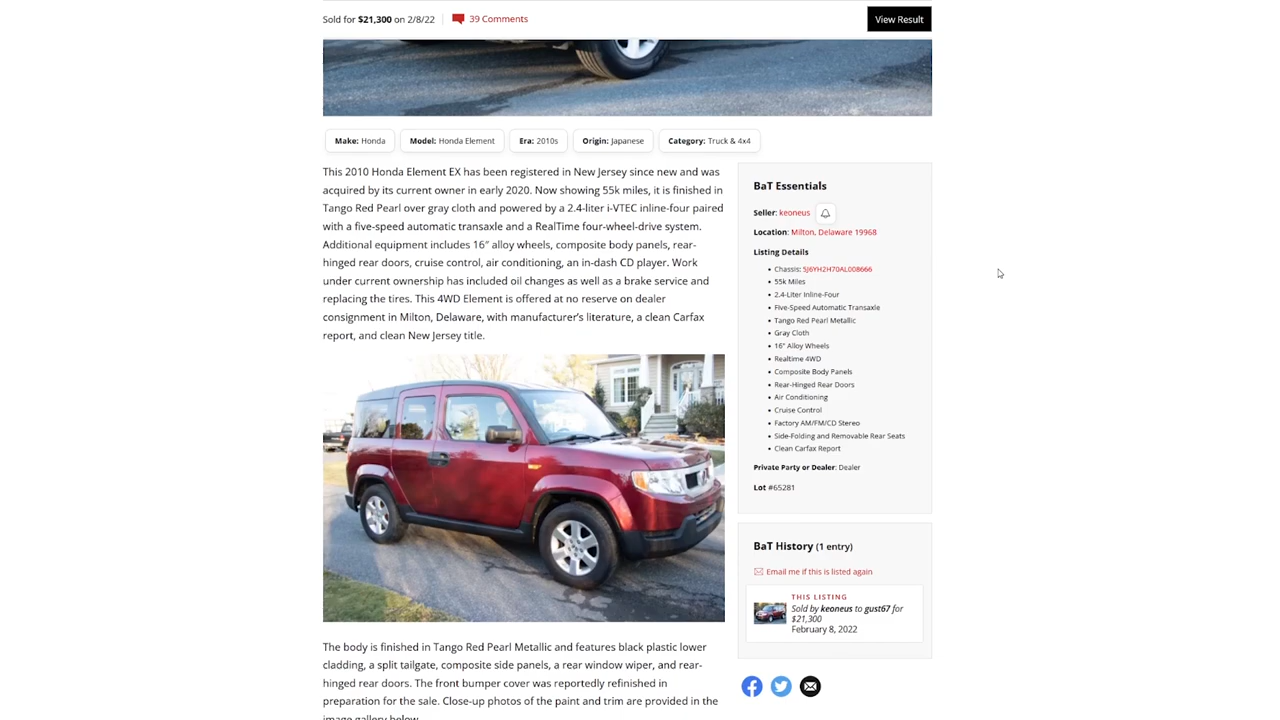 Sold for $21,300 on 2/8/22
39 Comments
View Result
Make: Honda
Model: Honda Element
Era: 2010s
Origin: Japanese
Category: Truck & 4x4
This 2010 Honda Element EX has been registered in New Jersey since new and was
acquired by its current owner in early 2020. Now showing 55k miles, it is finished in
Tango Red Pearl over gray cloth and powered by a 2.4-liter i-VTEC inline-four paired
with a five-speed automatic transaxle and a RealTime four-wheel-drive system.
Additional equipment includes 16″ alloy wheels, composite body panels, rear-
hinged rear doors, cruise control, air conditioning, an in-dash CD player. Work
under current ownership has included oil changes as well as a brake service and
replacing the tires. This 4WD Element is offered at no reserve on dealer
consignment in Milton, Delaware, with manufacturer’s literature, a clean Carfax
report, and clean New Jersey title.
The body is finished in Tango Red Pearl Metallic and features black plastic lower
cladding, a split tailgate, composite side panels, a rear window wiper, and rear-
hinged rear doors. The front bumper cover was reportedly refinished in
preparation for the sale. Close-up photos of the paint and trim are provided in the
image gallery below.
BaT Essentials
Seller: keoneus
Location: Milton, Delaware 19968
Listing Details
• Chassis: 5J6YH2H70AL008666
• 55k Miles
• 2.4-Liter Inline-Four
• Five-Speed Automatic Transaxle
• Tango Red Pearl Metallic
• Gray Cloth
• 16″ Alloy Wheels
• Realtime 4WD
• Composite Body Panels
• Rear-Hinged Rear Doors
• Air Conditioning
• Cruise Control
• Factory AM/FM/CD Stereo
• Side-Folding and Removable Rear Seats
• Clean Carfax Report
Private Party or Dealer: Dealer
Lot #65281
BaT History (1 entry)
Email me if this is listed again
THIS LISTING
Sold by keoneus to gust67 for
$21,300
February 8, 2022